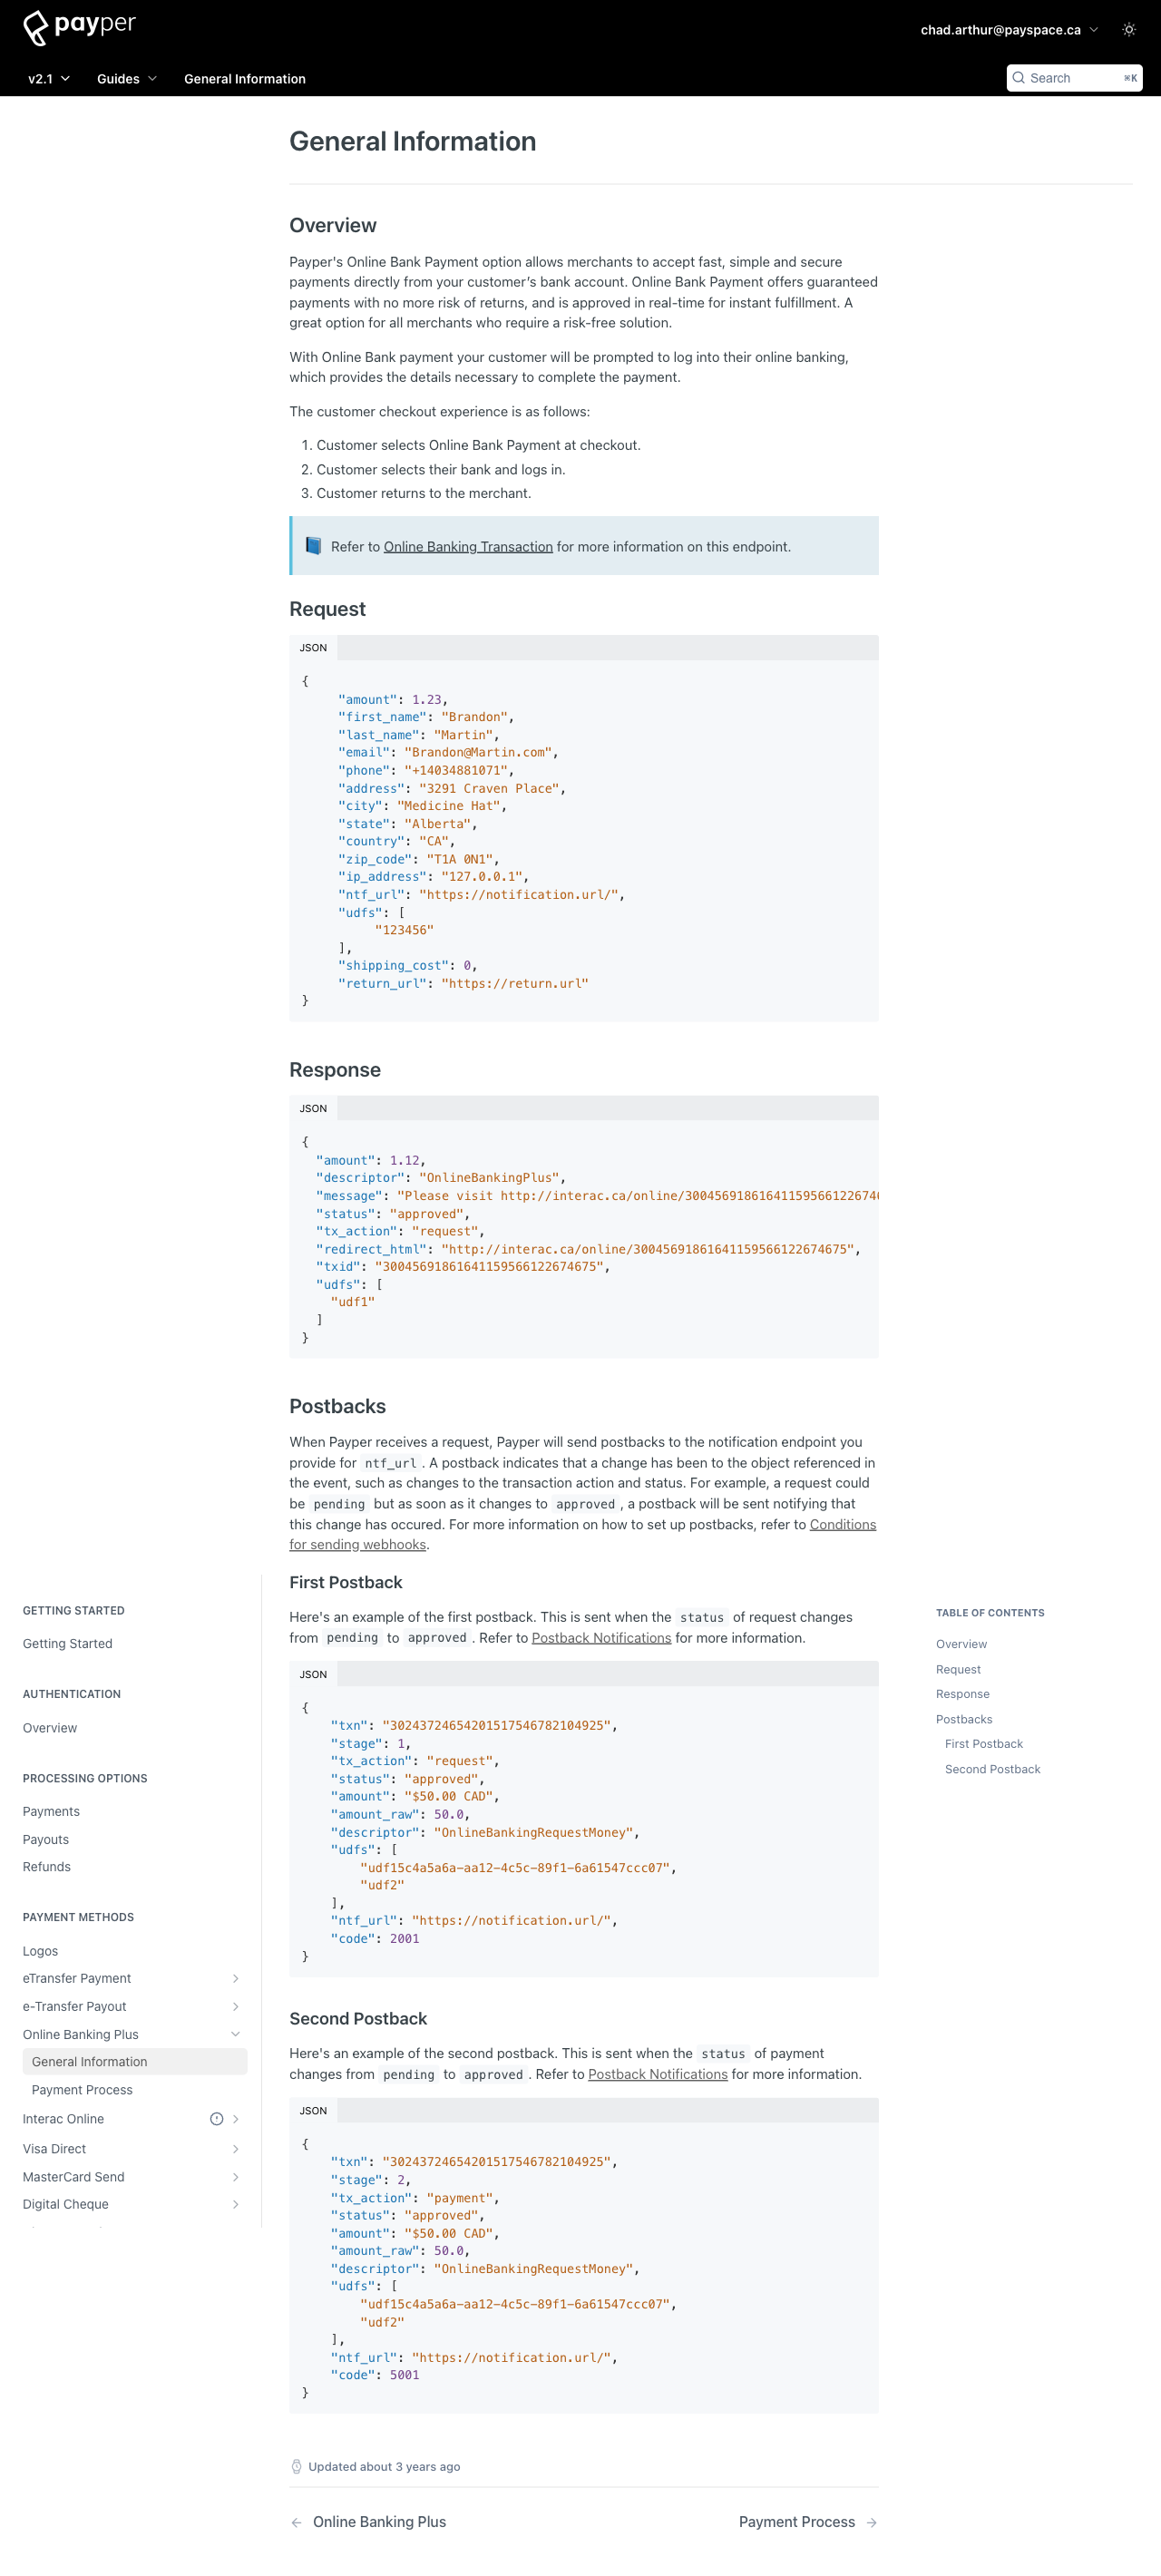 payper
chad.arthur@payspace.ca
v2.1 Guides General Information Search ⌘K
General Information
Overview
Payper's Online Bank Payment option allows merchants to accept fast, simple and secure
payments directly from your customer’s bank account. Online Bank Payment offers guaranteed
payments with no more risk of returns, and is approved in real-time for instant fulfillment. A
great option for all merchants who require a risk-free solution.
With Online Bank payment your customer will be prompted to log into their online banking,
which provides the details necessary to complete the payment.
The customer checkout experience is as follows:
1. Customer selects Online Bank Payment at checkout.
2. Customer selects their bank and logs in.
3. Customer returns to the merchant.
Refer to Online Banking Transaction for more information on this endpoint.
Request
JSON
{
"amount": 1.23,
"first_name": "Brandon",
"last_name": "Martin",
"email": "Brandon@Martin.com",
"phone": "+14034881071",
"address": "3291 Craven Place",
"city": "Medicine Hat",
"state": "Alberta",
"country": "CA",
"zip_code": "T1A 0N1",
"ip_address": "127.0.0.1",
"ntf_url": "https://notification.url/",
"udfs": [
"123456"
],
"shipping_cost": 0,
"return_url": "https://return.url"
}
Response
JSON
{
"amount": 1.12,
"descriptor": "OnlineBankingPlus",
"message": "Please visit http://interac.ca/online/30045691861641159566122674
"status": "approved",
"tx_action": "request",
"redirect_html": "http://interac.ca/online/30045691861641159566122674675",
"txid": "30045691861641159566122674675",
"udfs": [
"udf1"
]
}
Postbacks
When Payper receives a request, Payper will send postbacks to the notification endpoint you
provide for ntf_url . A postback indicates that a change has been to the object referenced in
the event, such as changes to the transaction action and status. For example, a request could
be pending but as soon as it changes to approved , a postback will be sent notifying that
this change has occured. For more information on how to set up postbacks, refer to Conditions
for sending webhooks.
First Postback
Here's an example of the first postback. This is sent when the status of request changes
from pending to approved . Refer to Postback Notifications for more information.
JSON
{
"txn": "30243724654201517546782104925",
"stage": 1,
"tx_action": "request",
"status": "approved",
"amount": "$50.00 CAD",
"amount_raw": 50.0,
"descriptor": "OnlineBankingRequestMoney",
"udfs": [
"udf15c4a5a6a-aa12-4c5c-89f1-6a61547ccc07",
"udf2"
],
"ntf_url": "https://notification.url/",
"code": 2001
}
Second Postback
Here's an example of the second postback. This is sent when the status of payment
changes from pending to approved . Refer to Postback Notifications for more information.
JSON
{
"txn": "30243724654201517546782104925",
"stage": 2,
"tx_action": "payment",
"status": "approved",
"amount": "$50.00 CAD",
"amount_raw": 50.0,
"descriptor": "OnlineBankingRequestMoney",
"udfs": [
"udf15c4a5a6a-aa12-4c5c-89f1-6a61547ccc07",
"udf2"
],
"ntf_url": "https://notification.url/",
"code": 5001
}
Updated about 3 years ago
← Online Banking Plus
Payment Process →
GETTING STARTED
Getting Started
AUTHENTICATION
Overview
PROCESSING OPTIONS
Payments
Payouts
Refunds
PAYMENT METHODS
Logos
eTransfer Payment
e-Transfer Payout
Online Banking Plus
General Information
Payment Process
Interac Online
Visa Direct
MasterCard Send
Digital Cheque
TABLE OF CONTENTS
Overview
Request
Response
Postbacks
First Postback
Second Postback